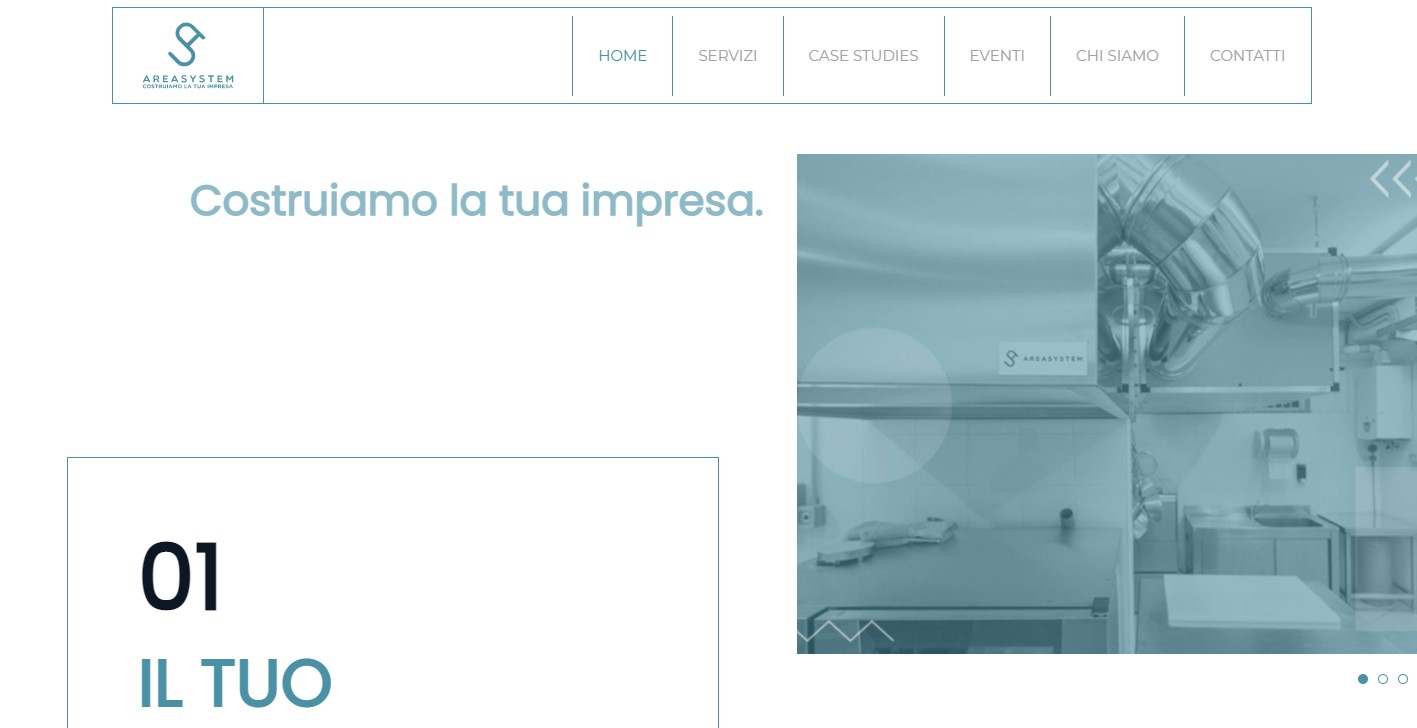 AREASYSTEM
COSTRUIAMO LA TUA IMPRESA
HOME
SERVIZI
CASE STUDIES
EVENTI
CHI SIAMO
CONTATTI
Costruiamo la tua impresa.
AREASYSTEM
01
IL TUO